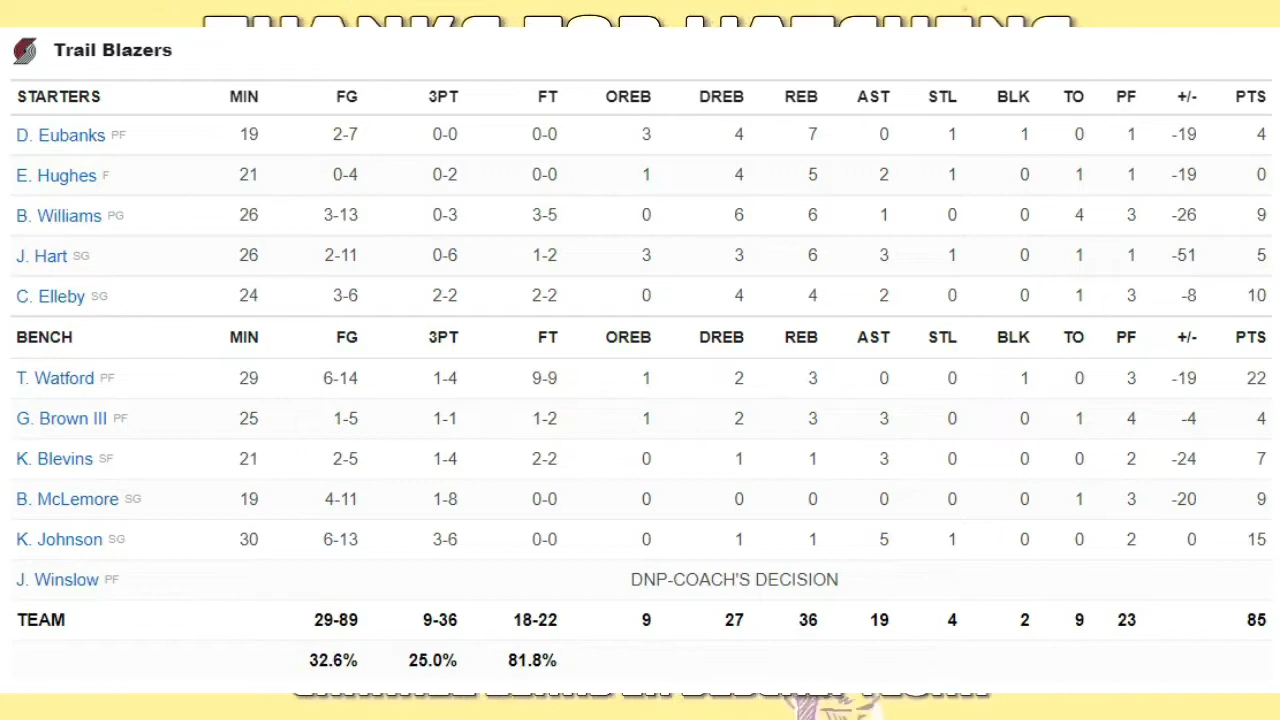 THANKS FOR WATCHING
Trail Blazers
STARTERS MIN FG 3PT FT OREB DREB REB AST STL BLK TO PF +/- PTS
D. Eubanks PF 19 2-7 0-0 0-0 3 4 7 0 1 1 0 1 -19 4
E. Hughes F 21 0-4 0-2 0-0 1 4 5 2 1 0 1 1 -19 0
B. Williams PG 26 3-13 0-3 3-5 0 6 6 1 0 0 4 3 -26 9
J. Hart SG 26 2-11 0-6 1-2 3 3 6 3 1 0 1 1 -51 5
C. Elleby SG 24 3-6 2-2 2-2 0 4 4 2 0 0 1 3 -8 10
BENCH MIN FG 3PT FT OREB DREB REB AST STL BLK TO PF +/- PTS
T. Watford PF 29 6-14 1-4 9-9 1 2 3 0 0 1 0 3 -19 22
G. Brown III PF 25 1-5 1-1 1-2 1 2 3 3 0 0 1 4 -4 4
K. Blevins SF 21 2-5 1-4 2-2 0 1 1 3 0 0 0 2 -24 7
B. McLemore SG 19 4-11 1-8 0-0 0 0 0 0 0 0 1 3 -20 9
K. Johnson SG 30 6-13 3-6 0-0 0 1 1 5 1 0 0 2 0 15
J. Winslow PF DNP-COACH'S DECISION
TEAM 29-89 9-36 18-22 9 27 36 19 4 2 9 23 85
32.6% 25.0% 81.8%